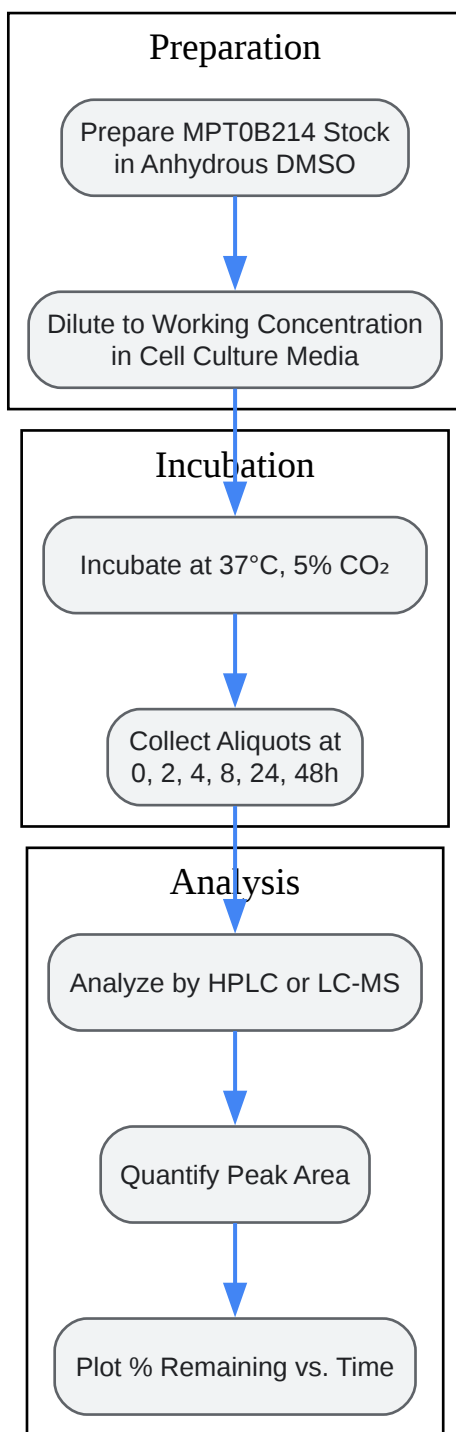 Preparation
Prepare MPT0B214 Stock
in Anhydrous DMSO
Dilute to Working Concentration
in Cell Culture Media
Incubation
Incubate at 37°C, 5% CO₂
Collect Aliquots at
0, 2, 4, 8, 24, 48h
Analysis
Analyze by HPLC or LC-MS
Quantify Peak Area
Plot % Remaining vs. Time